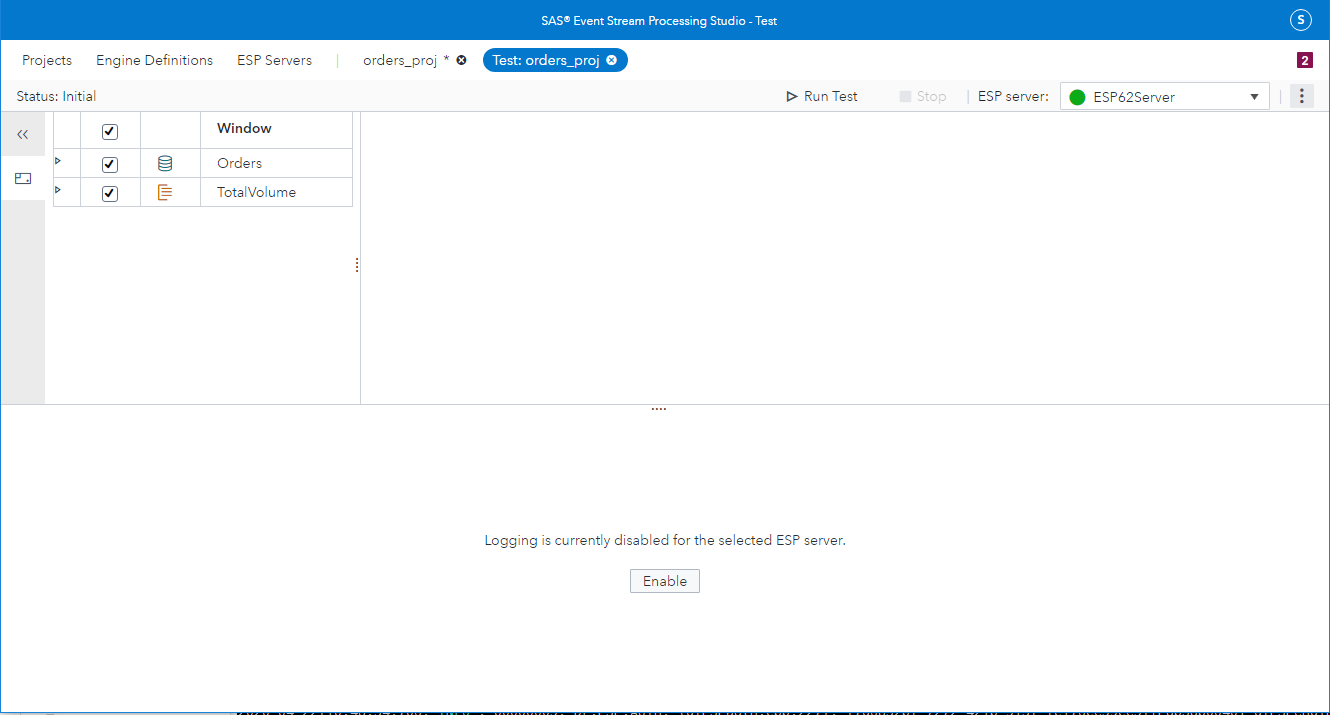 SAS® Event Stream Processing Studio - Test
S
Projects Engine Definitions ESP Servers | orders_proj * Test: orders_proj
2
Status: Initial Run Test Stop | ESP server: ESP62Server
Window
Orders
TotalVolume
Logging is currently disabled for the selected ESP server.
Enable